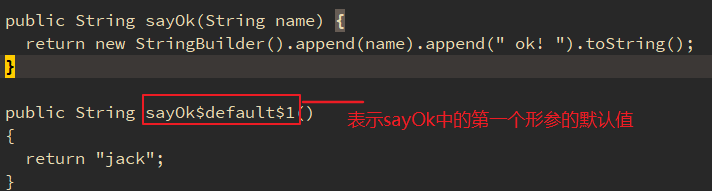 public String sayOk(String name) {
  return new StringBuilder().append(name).append(" ok! ").toString();
}
public String sayOk$default$1()
表示sayOk中的第一个形参的默认值
{
  return "jack";
}